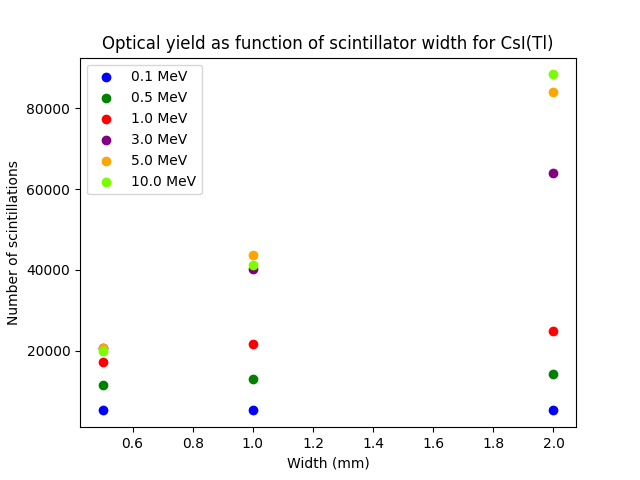 Optical yield as function of scintillator width for CsI(Tl)
0.1 MeV
0.5 MeV
1.0 MeV
3.0 MeV
5.0 MeV
10.0 MeV
Number of scintillations
80000
60000
40000
20000
0.6 0.8 1.0 1.2 1.4 1.6 1.8 2.0
Width (mm)